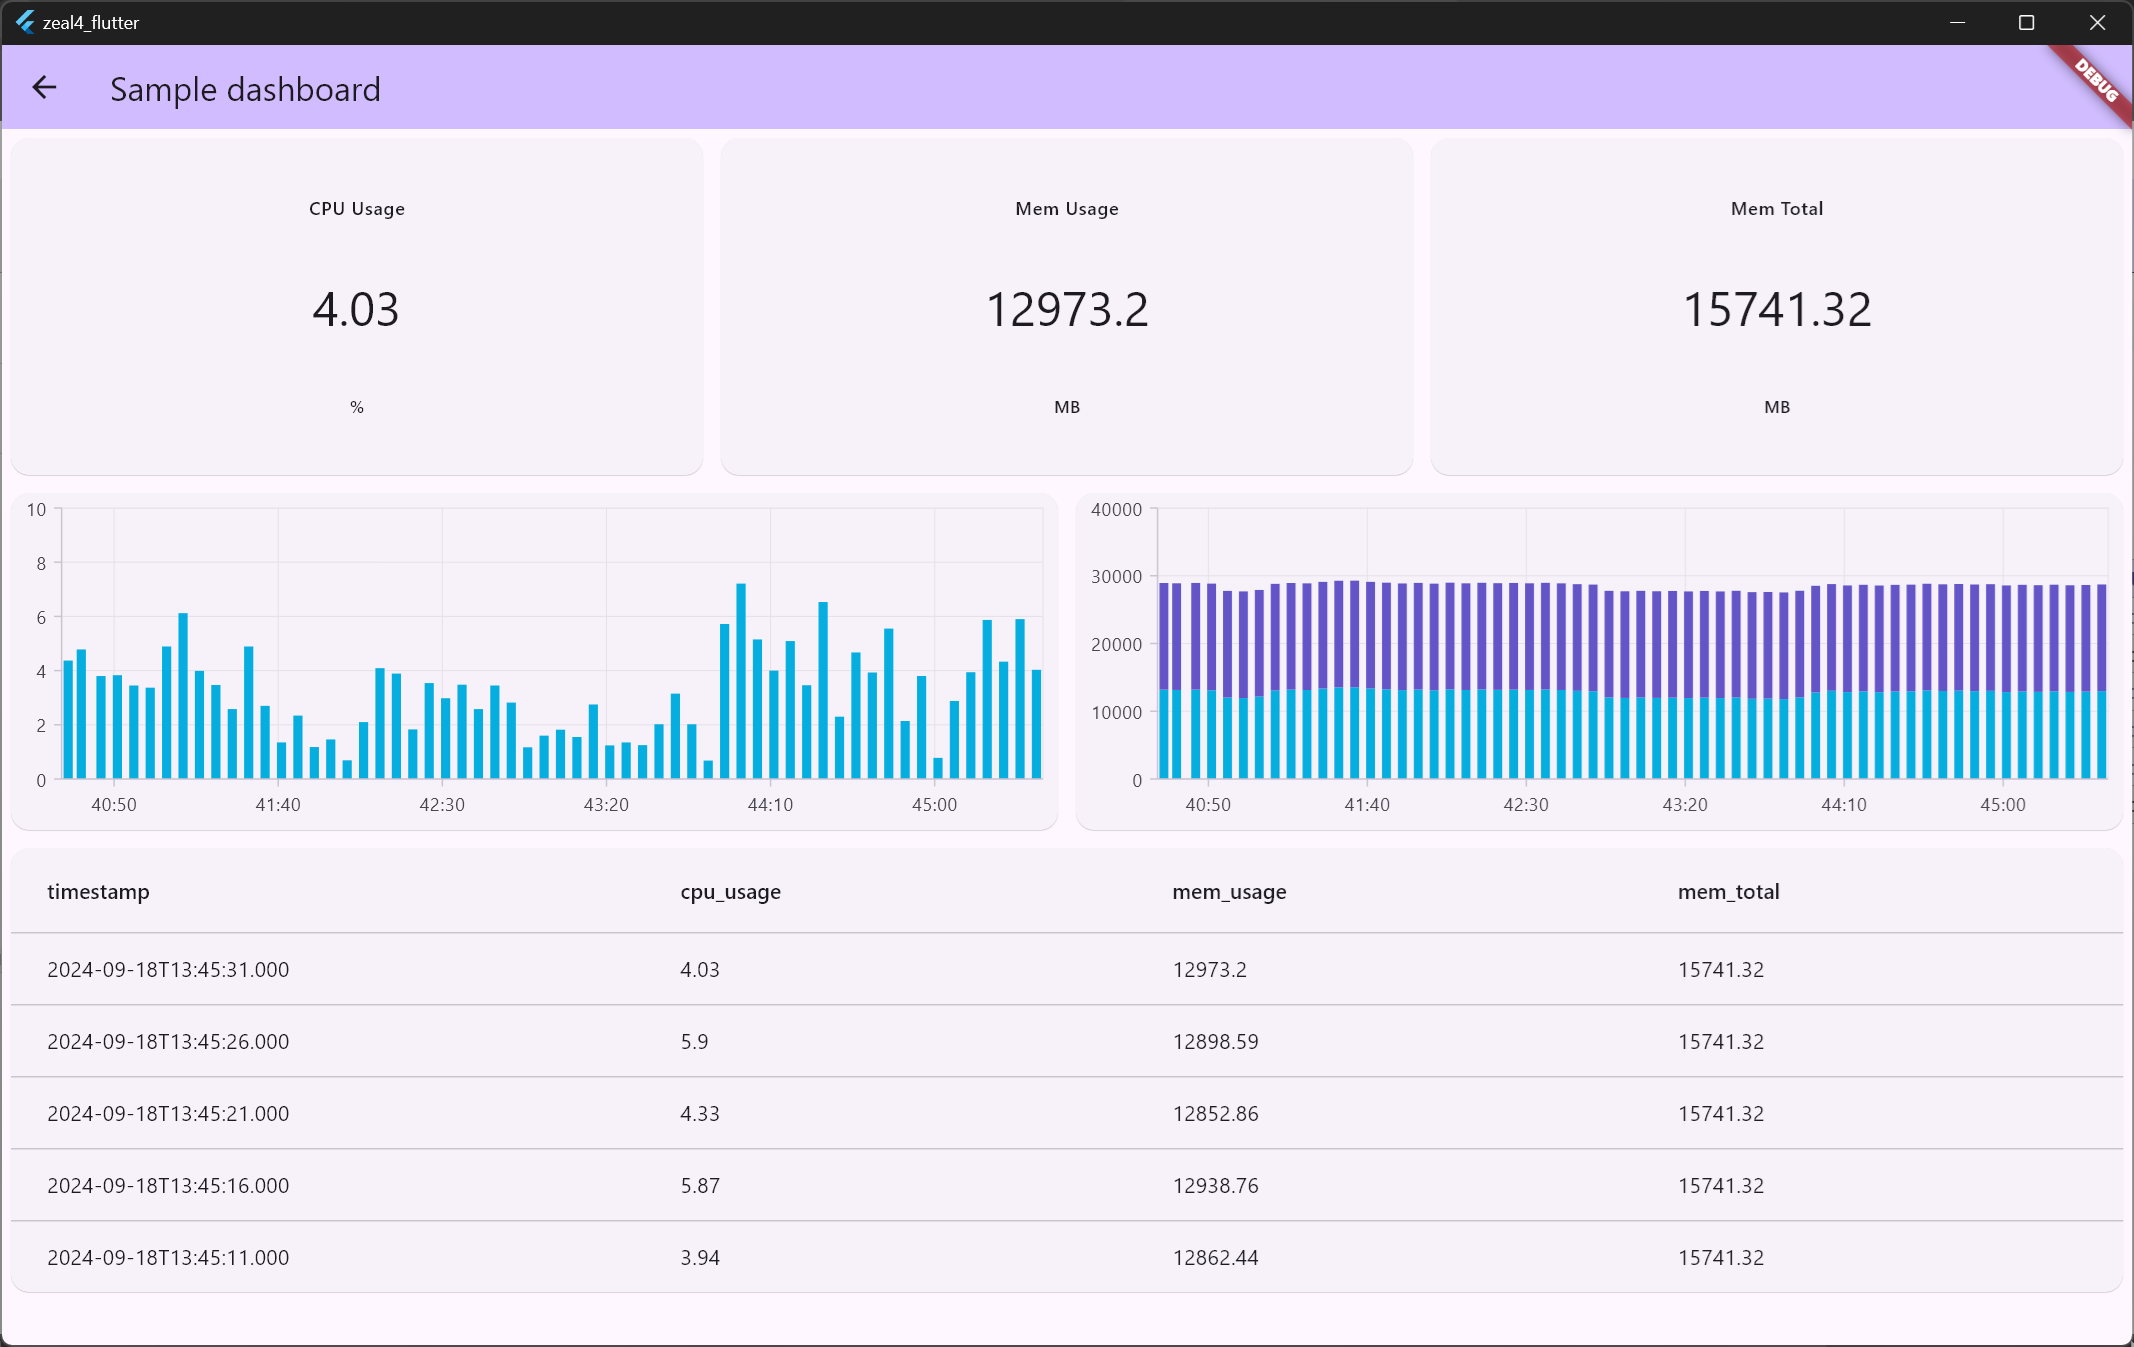 zeal4_flutter
Sample dashboard
DEBUG
CPU Usage
4.03
%
Mem Usage
12973.2
MB
Mem Total
15741.32
MB
10
8
6
4
2
0
40:50 41:40 42:30 43:20 44:10 45:00
40000
30000
20000
10000
0
40:50 41:40 42:30 43:20 44:10 45:00
timestamp cpu_usage mem_usage mem_total
2024-09-18T13:45:31.000 4.03 12973.2 15741.32
2024-09-18T13:45:26.000 5.9 12898.59 15741.32
2024-09-18T13:45:21.000 4.33 12852.86 15741.32
2024-09-18T13:45:16.000 5.87 12938.76 15741.32
2024-09-18T13:45:11.000 3.94 12862.44 15741.32